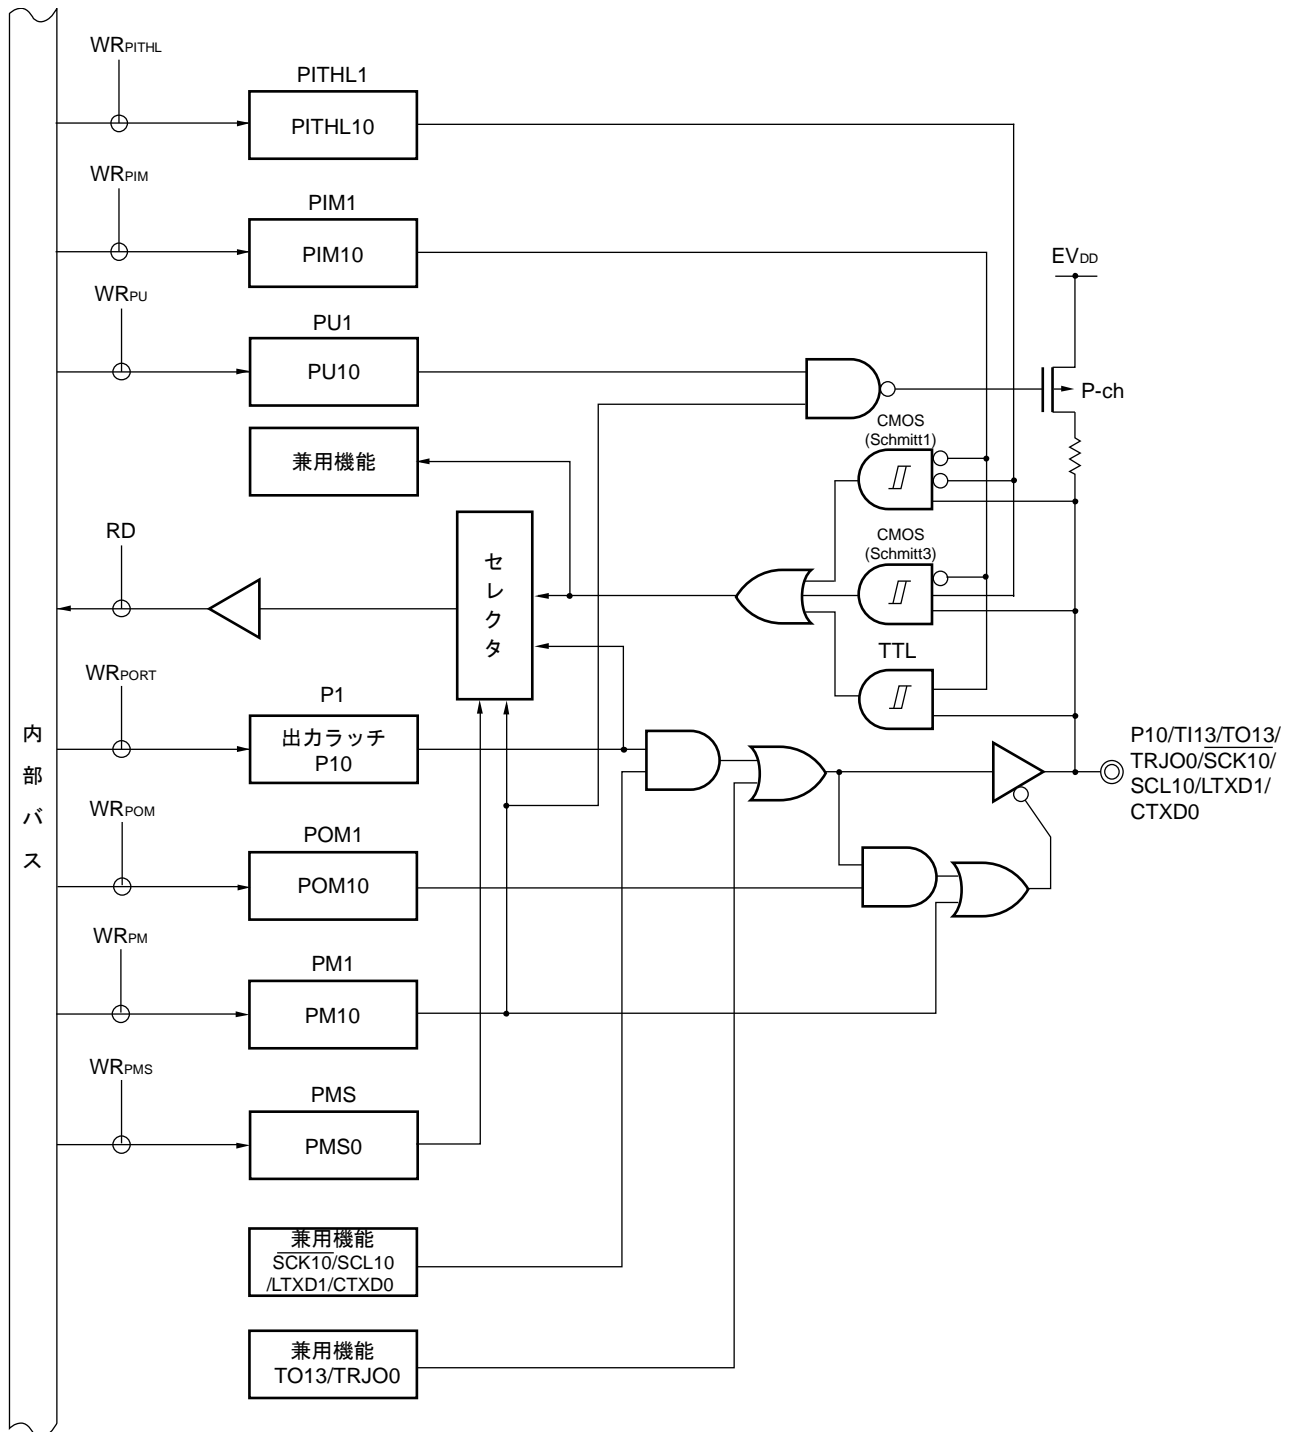 WRPITHL
PITHL1
PITHL10
WRPIM
PIM1
PIM10
EVDD
WRPU
PU1
PU10
P-ch
CMOS
(Schmitt1)
兼用機能
RD
セレクタ
CMOS
(Schmitt3)
TTL
WRPORT
P1
出力ラッチ
P10
内部バス
P10/TI13/TO13/
TRJO0/SCK10/
SCL10/LTXD1/
CTXD0
WRPOM
POM1
POM10
WRPM
PM1
PM10
WRPMS
PMS
PMS0
兼用機能
SCK10/SCL10
/LTXD1/CTXD0
兼用機能
TO13/TRJO0